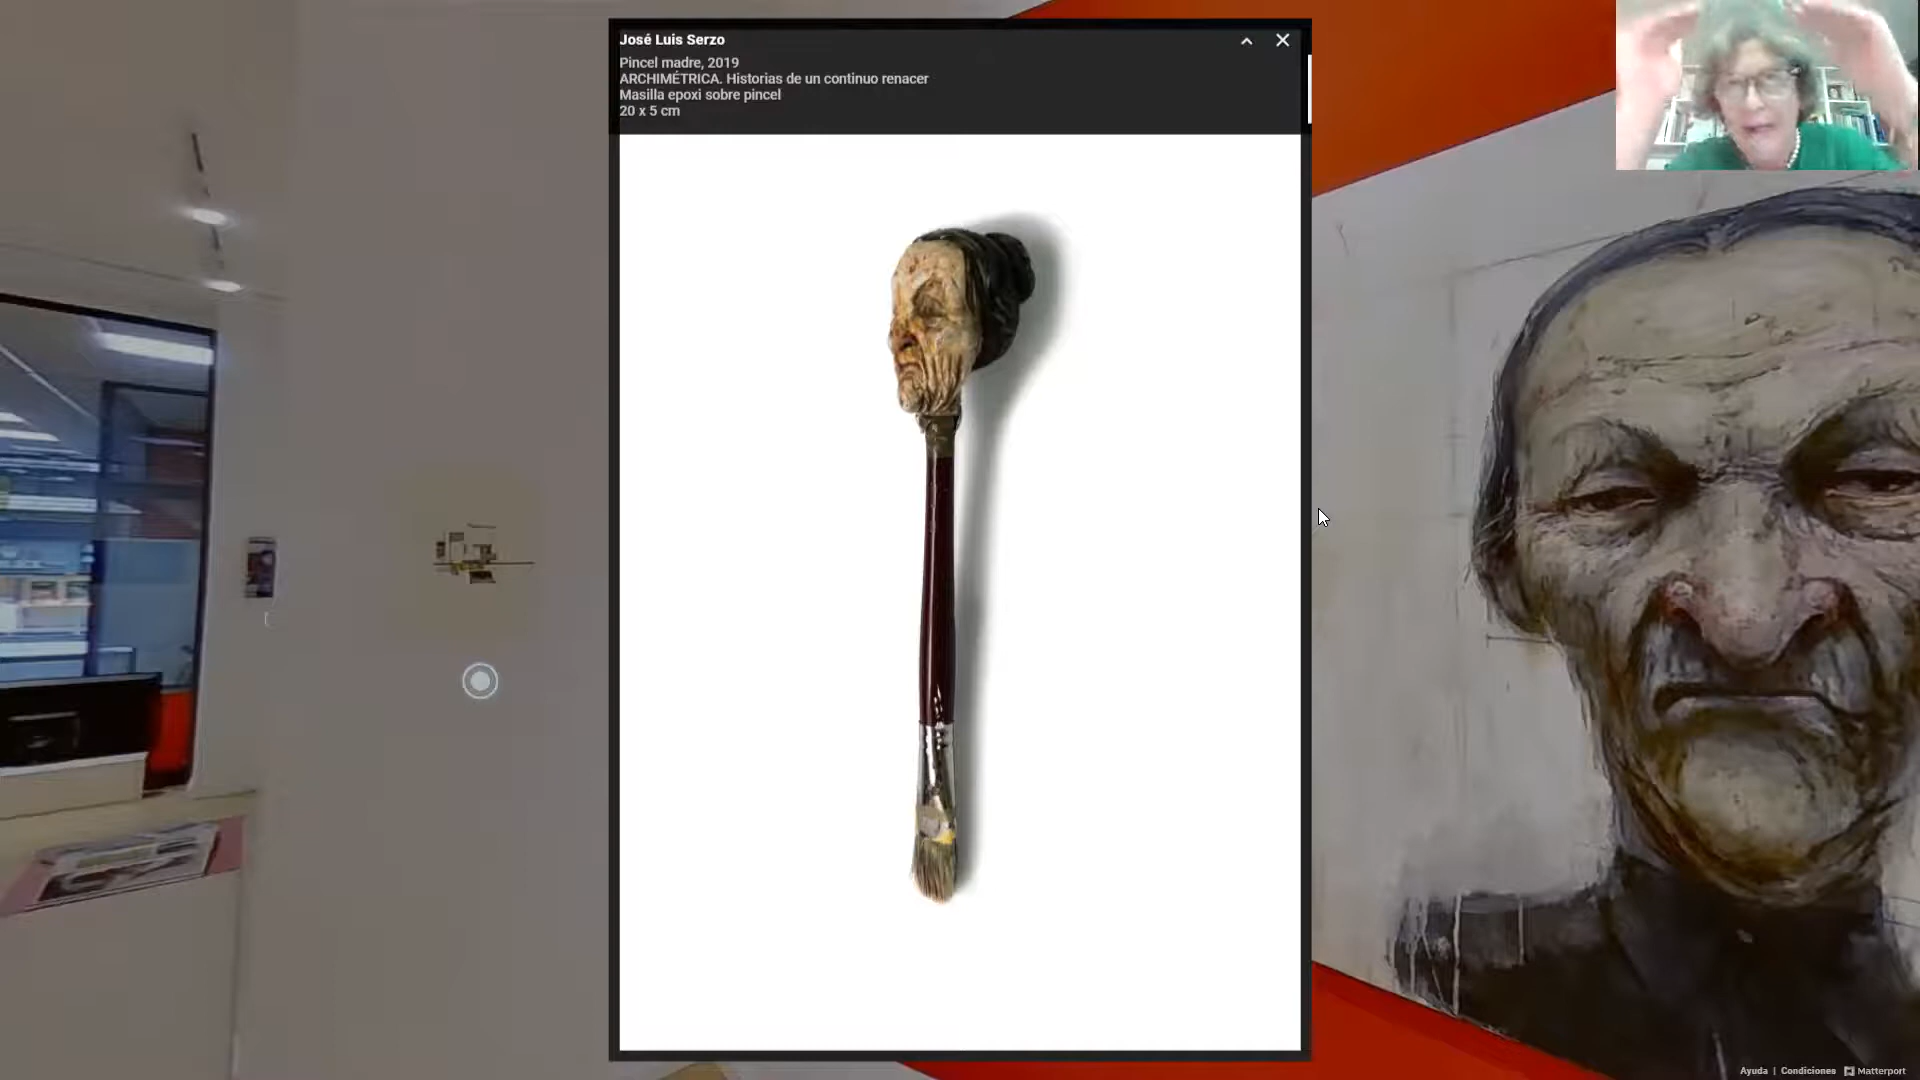 José Luis Serzo
Pincel madre, 2019
ARCHIMÉTRICA. Historias de un continuo renacer
Masilla epoxi sobre pincel
20 x 5 cm
Ayuda | Condiciones Matterport